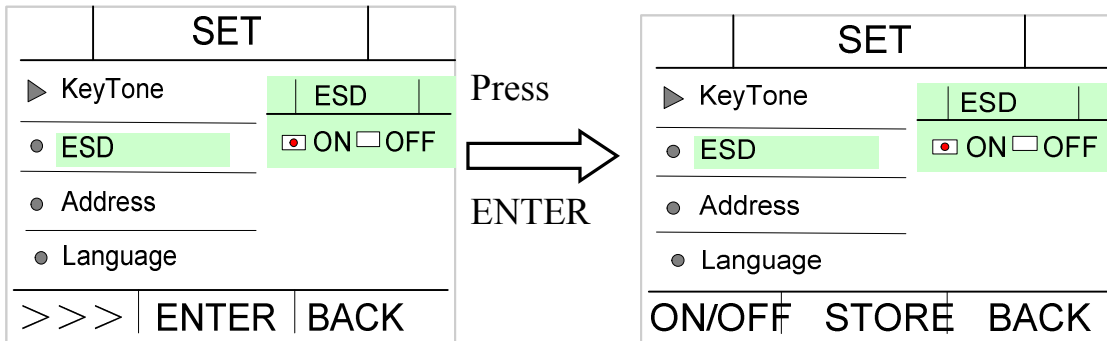 SET
KeyTone
ESD
ESD
ON OFF
Address
Language
>>> ENTER BACK
Press
ENTER
SET
KeyTone
ESD
ESD
ON OFF
Address
Language
ON/OFF STORE BACK